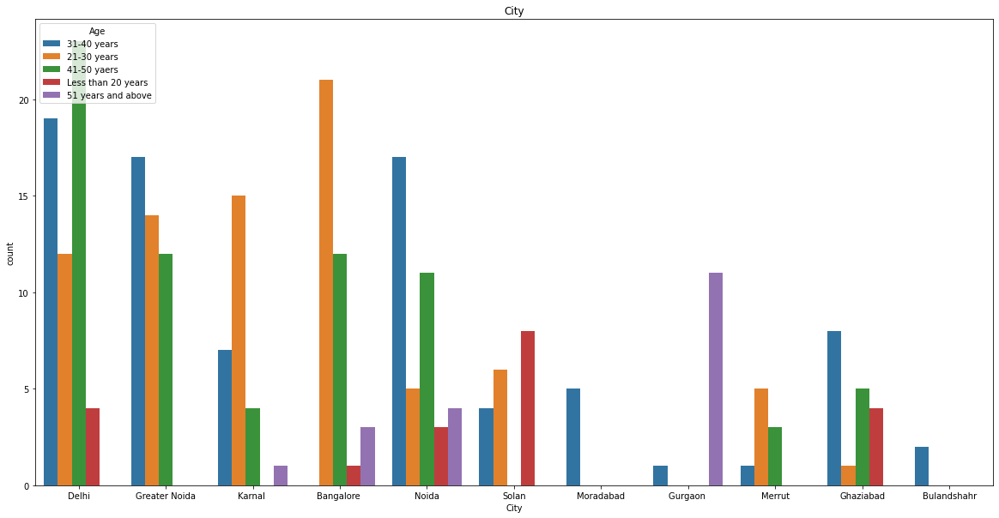 City
Age
31-40 years
21-30 years
41-50 yaers
Less than 20 years
51 years and above
20
15
10
5
0
count
Delhi Greater Noida Karnal Bangalore Noida Solan Moradabad Gurgaon Merrut Ghaziabad Bulandshahr
City